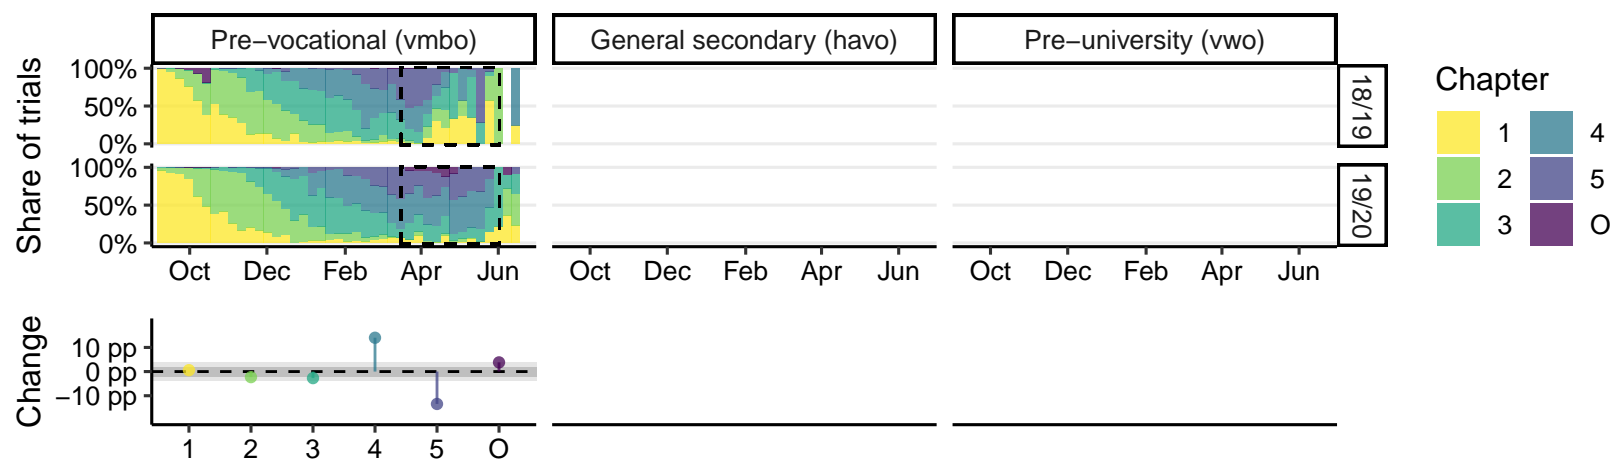 Pre−vocational (vmbo) General secondary (havo) Pre−university (vwo)
Share of trials
100%
50%
0%
18/19
100%
50%
0%
19/20
Oct Dec Feb Apr Jun Oct Dec Feb Apr Jun Oct Dec Feb Apr Jun
Chapter
1 4
2 5
3 O
Change
10 pp
0 pp
−10 pp
1 2 3 4 5 O